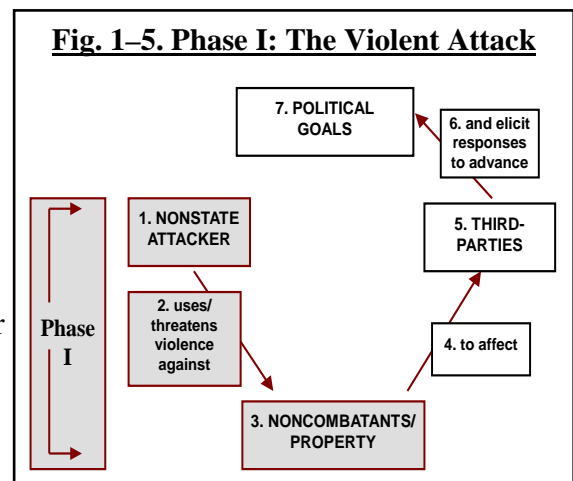 Fig. 1–5. Phase I: The Violent Attack
7. POLITICAL
GOALS
6. and elicit
responses
to advance
1. NONSTATE
ATTACKER
5. THIRD-
PARTIES
r
Phase
I
2. uses/
threatens
violence
against
4. to affect
3. NONCOMBATANTS/
PROPERTY